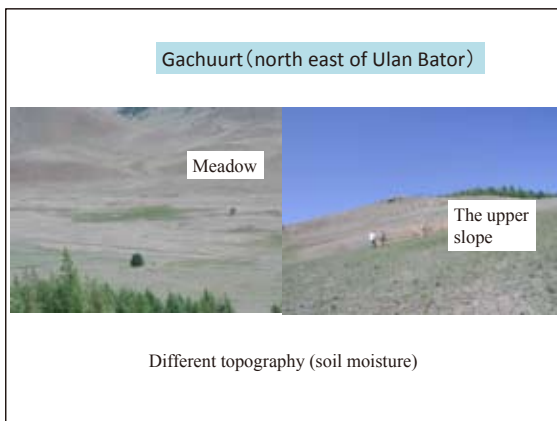 Gachuurt（north east of Ulan Bator）
Meadow
The upper
slope
Different topography (soil moisture)